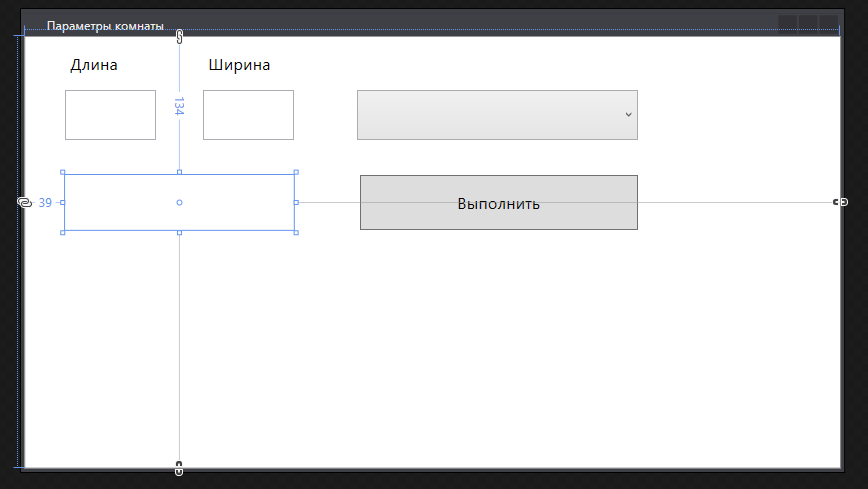 Параметры комнаты
Длина
Ширина
134
39
Выполнить